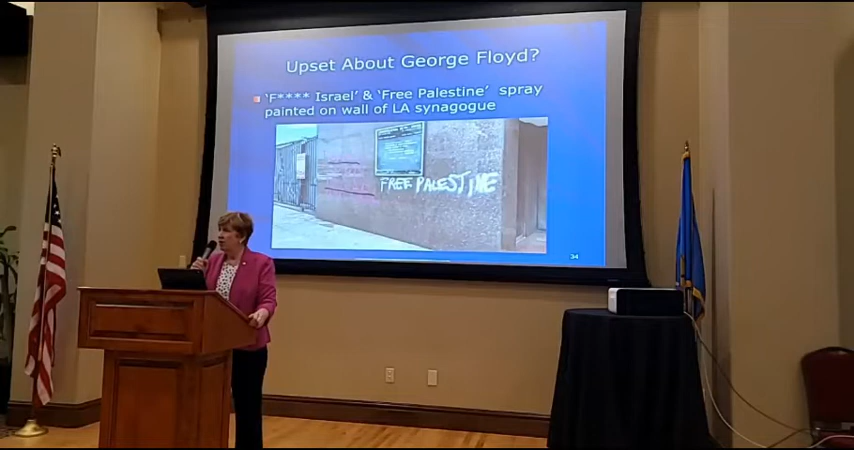 Upset About George Floyd?
'F**** Israel' & 'Free Palestine' spray
painted on wall of LA synagogue
FREE PALESTINE
34